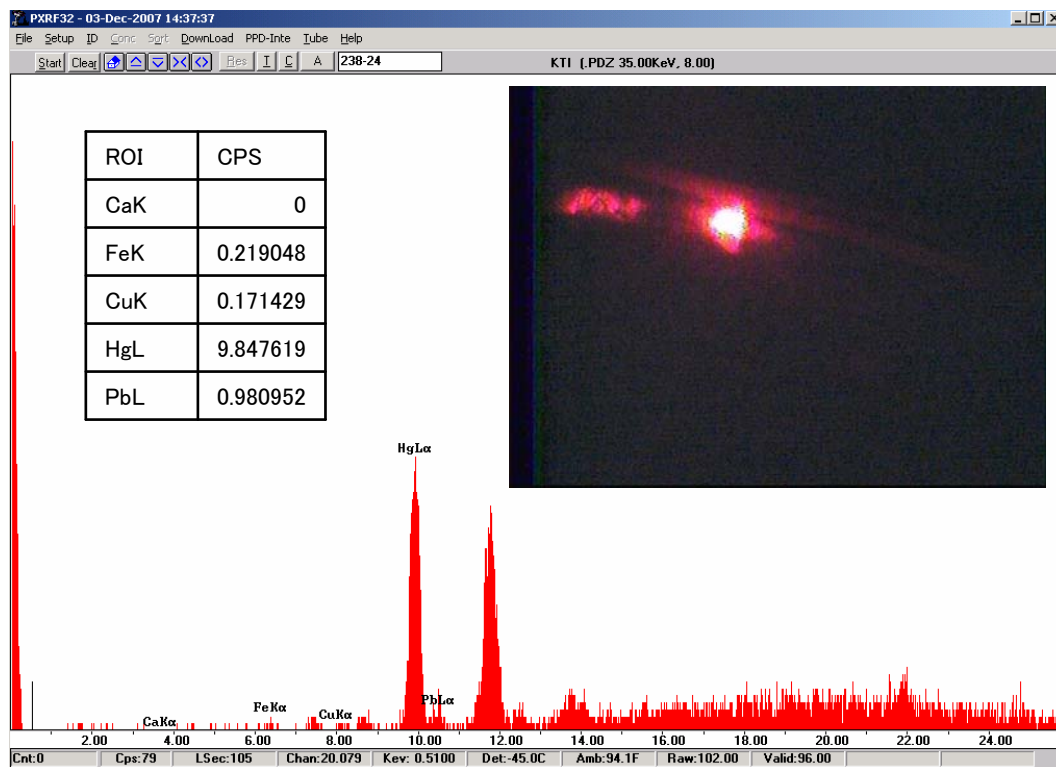 PXRF32 - 03-Dec-2007 14:37:37
File Setup ID Conc Sort DownLoad PPD-Inte Tube Help
Start Clear Res I C A 238-24 KTI (.PDZ 35.00KeV, 8.00)
ROI CPS
CaK 0
FeK 0.219048
CuK 0.171429
HgL 9.847619
PbL 0.980952
HgLα
PbLα
FeKα
CuKα
CaKα
2.00 4.00 6.00 8.00 10.00 12.00 14.00 16.00 18.00 20.00 22.00 24.00
Cnt:0 Cps:79 LSec:105 Chan:20.079 Kev: 0.5100 Det:-45.0C Amb:94.1F Raw:102.00 Valid:96.00